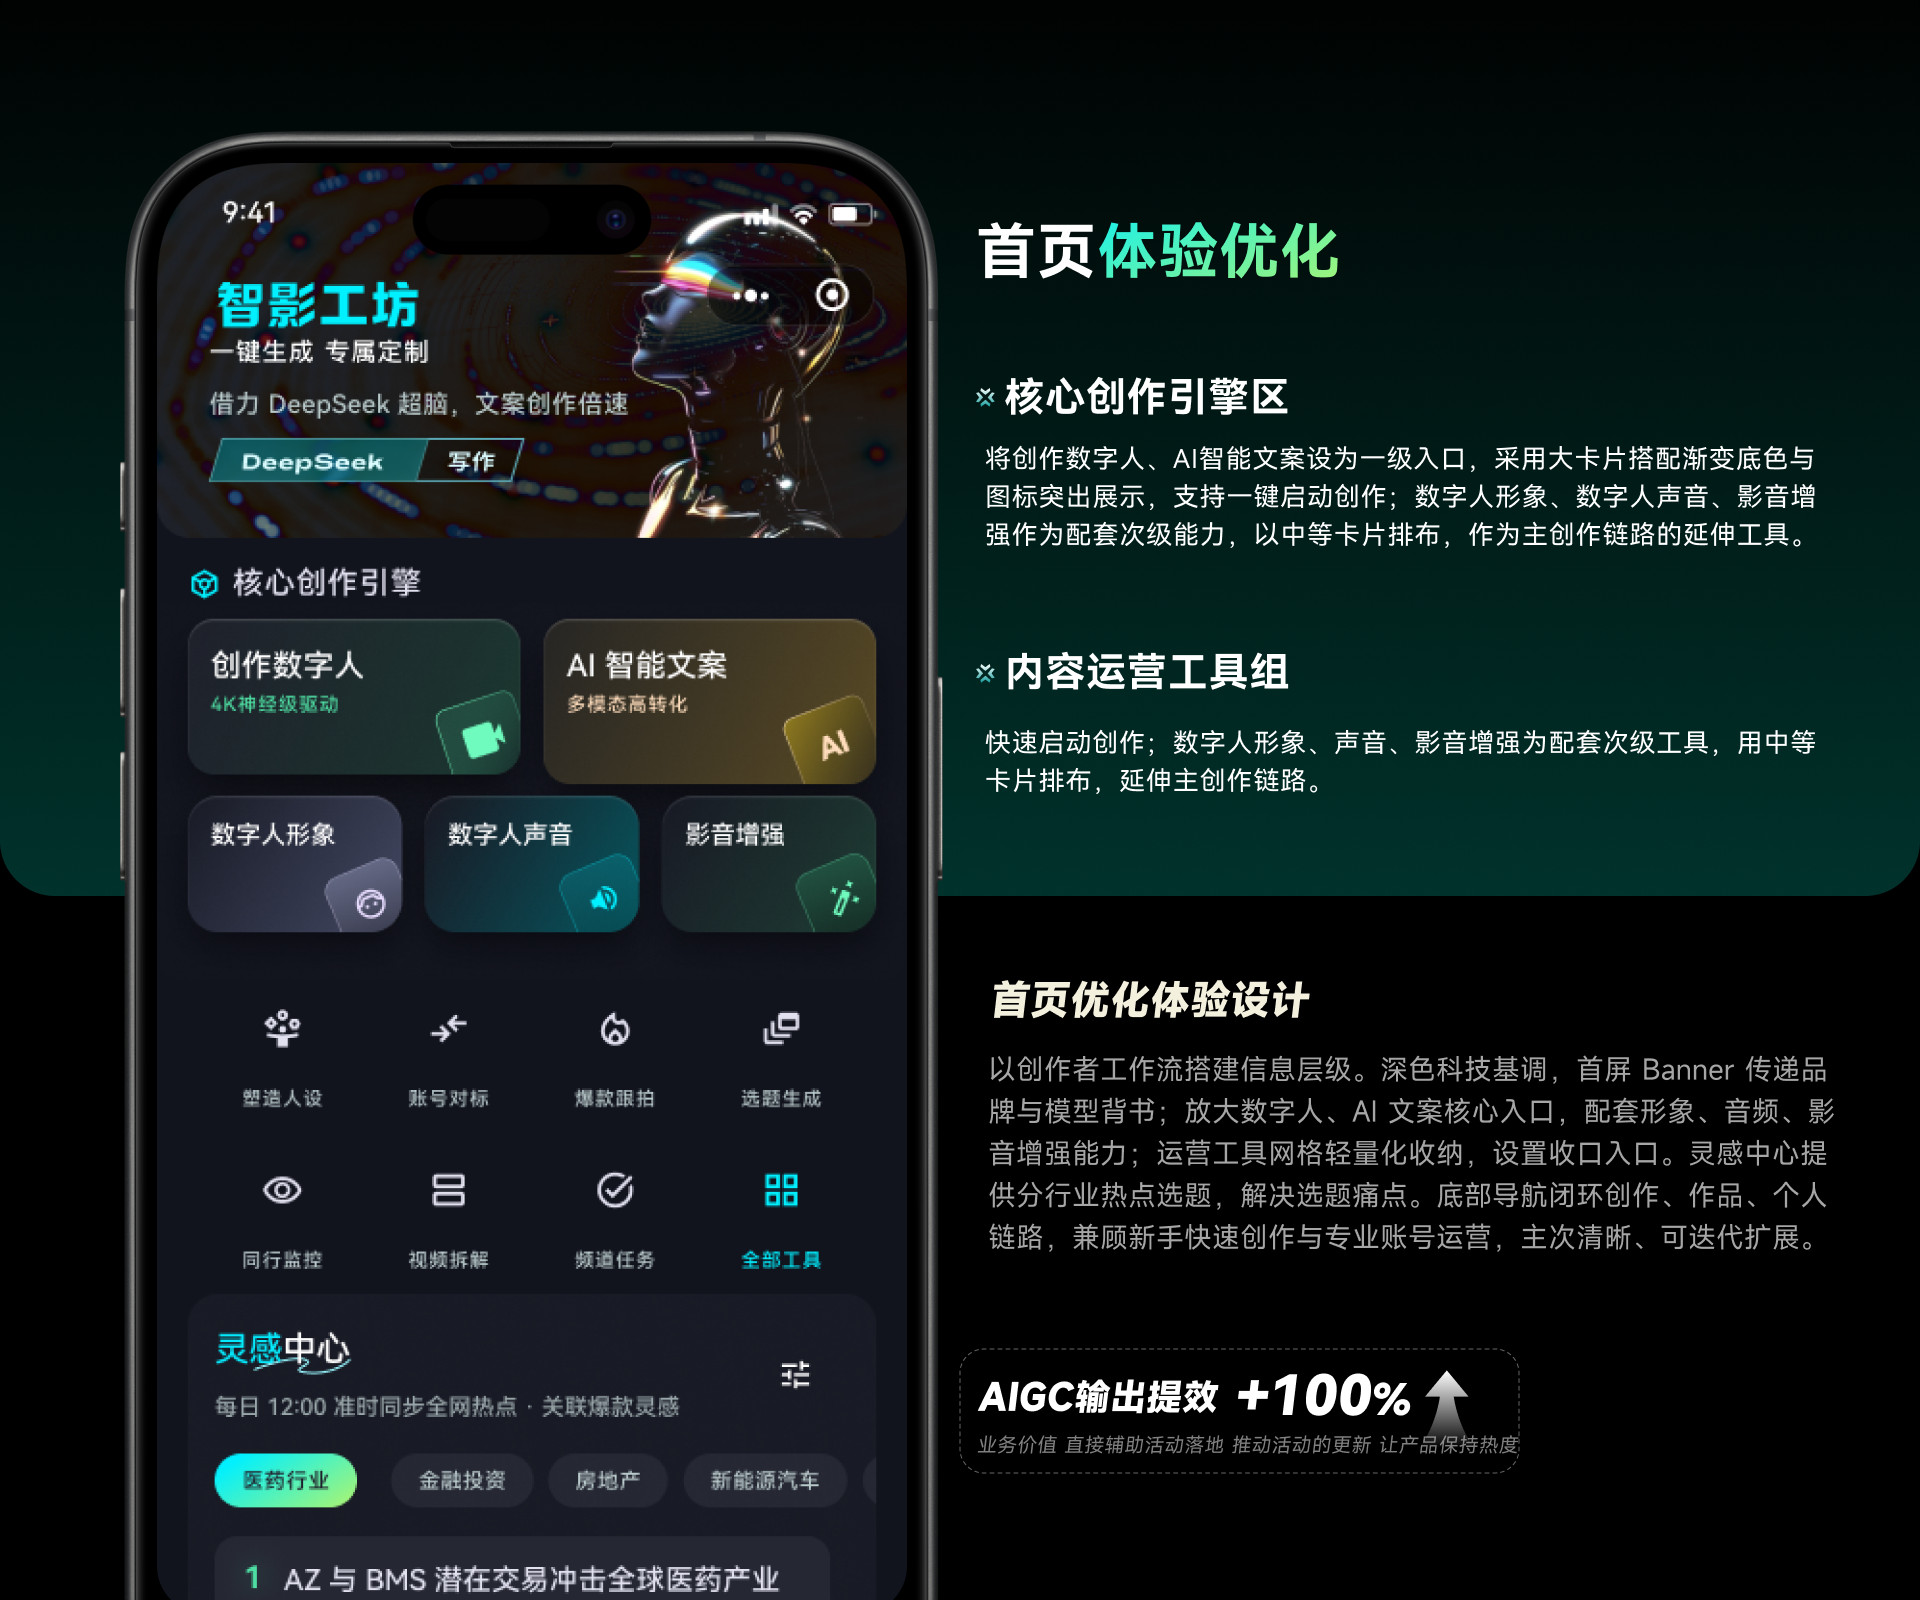 9:41
智影工坊
一键生成 专属定制
借力 DeepSeek 超脑，文案创作倍速
DeepSeek 写作
核心创作引擎
创作数字人
4K神经级驱动
AI 智能文案
多模态高转化
AI
数字人形象
数字人声音
影音增强
塑造人设
账号对标
爆款跟拍
选题生成
同行监控
视频拆解
频道任务
全部工具
灵感中心
每日 12:00 准时同步全网热点 · 关联爆款灵感
医药行业
金融投资
房地产
新能源汽车
1 AZ 与 BMS 潜在交易冲击全球医药产业
首页体验优化
核心创作引擎区
将创作数字人、AI智能文案设为一级入口，采用大卡片搭配渐变底色与
图标突出展示，支持一键启动创作；数字人形象、数字人声音、影音增
强作为配套次级能力，以中等卡片排布，作为主创作链路的延伸工具。
内容运营工具组
快速启动创作；数字人形象、声音、影音增强为配套次级工具，用中等
卡片排布，延伸主创作链路。
首页优化体验设计
以创作者工作流搭建信息层级。深色科技基调，首屏 Banner 传递品
牌与模型背书；放大数字人、AI 文案核心入口，配套形象、音频、影
音增强能力；运营工具网格轻量化收纳，设置收口入口。灵感中心提
供分行业热点选题，解决选题痛点。底部导航闭环创作、作品、个人
链路，兼顾新手快速创作与专业账号运营，主次清晰、可迭代扩展。
AIGC输出提效 +100%
业务价值 直接辅助活动落地 推动活动的更新 让产品保持热度